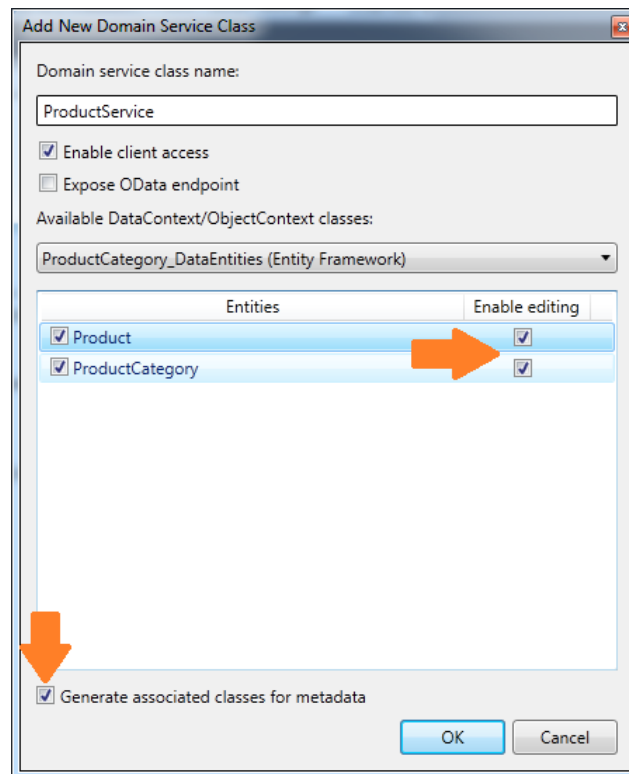 Add New Domain Service Class
Domain service class name:
ProductService
Enable client access
Expose OData endpoint
Available DataContext/ObjectContext classes:
ProductCategory_DataEntities (Entity Framework)
Entities Enable editing
Product
ProductCategory
Generate associated classes for metadata
OK Cancel